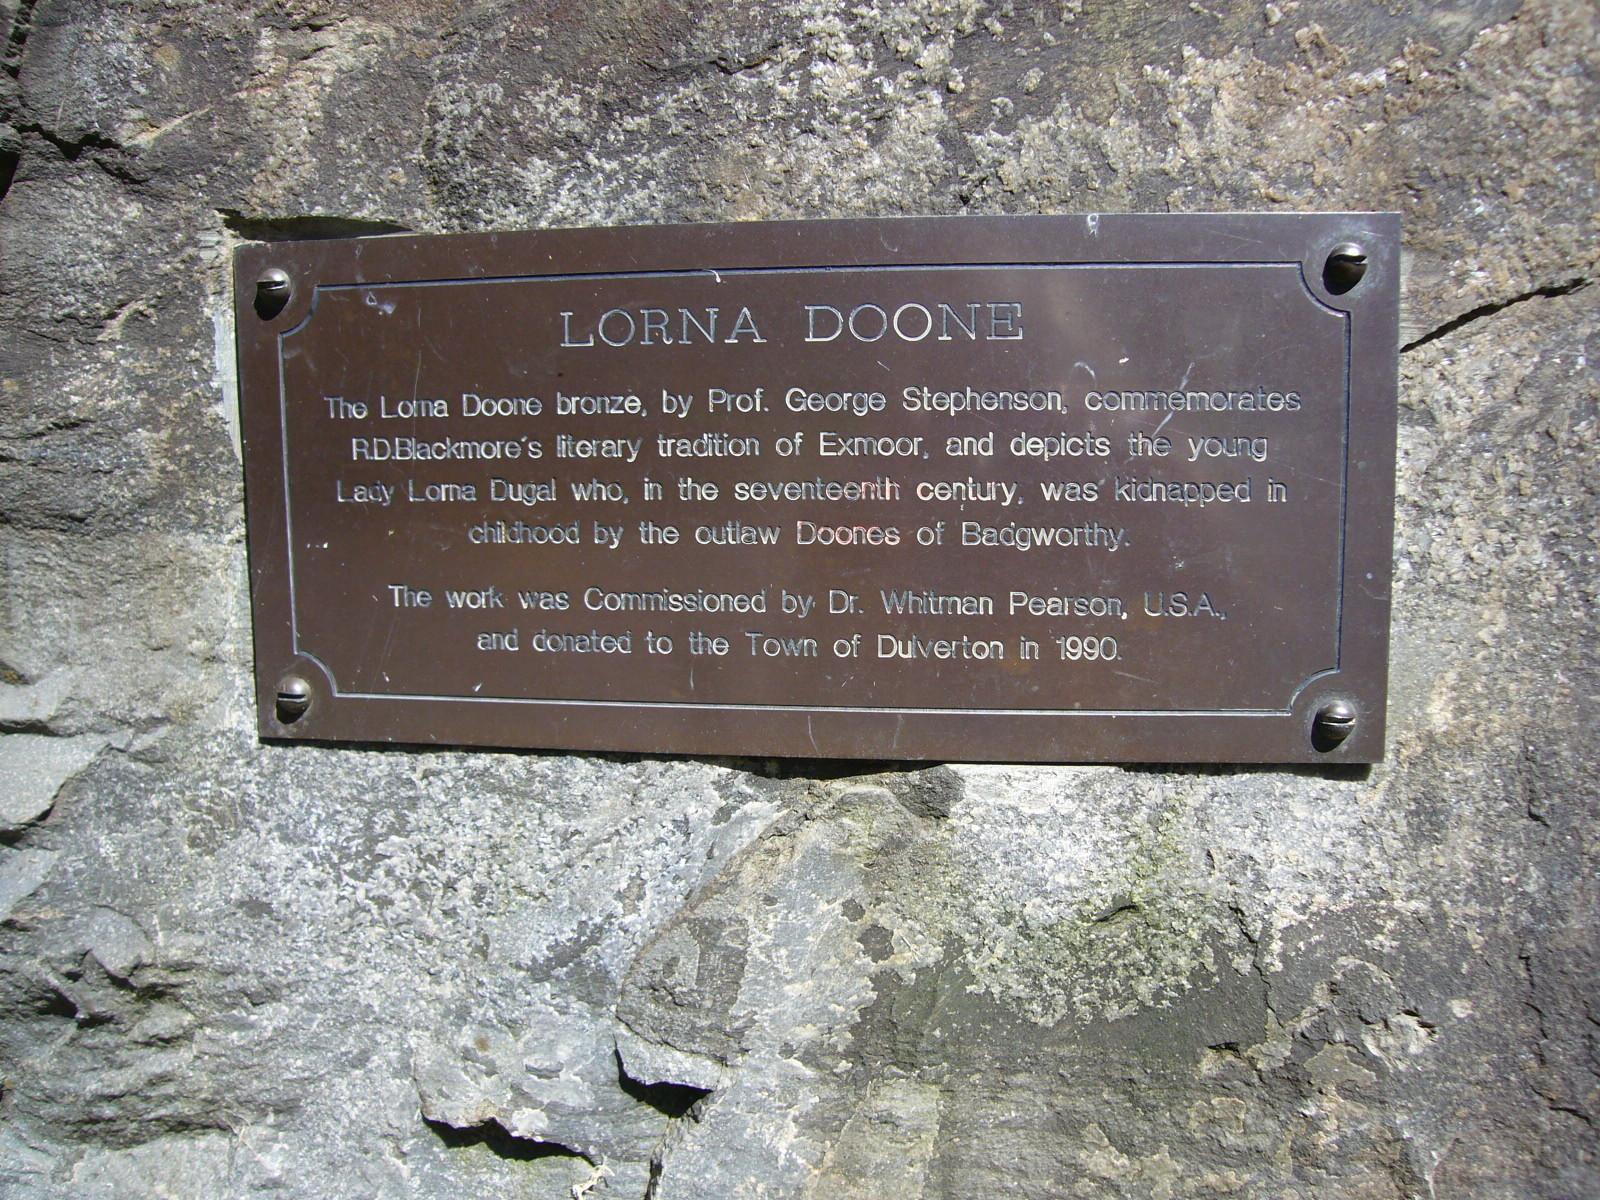 LORNA DOONE
The Lorna Doone bronze, by Prof. George Stephenson, commemorates
R.D.Blackmore's literary tradition of Exmoor, and depicts the young
Lady Lorna Dugal who, in the seventeenth century, was kidnapped in
childhood by the outlaw Doones of Badgworthy.
The work was Commissioned by Dr. Whitman Pearson, U.S.A.,
and donated to the Town of Dulverton in 1990.